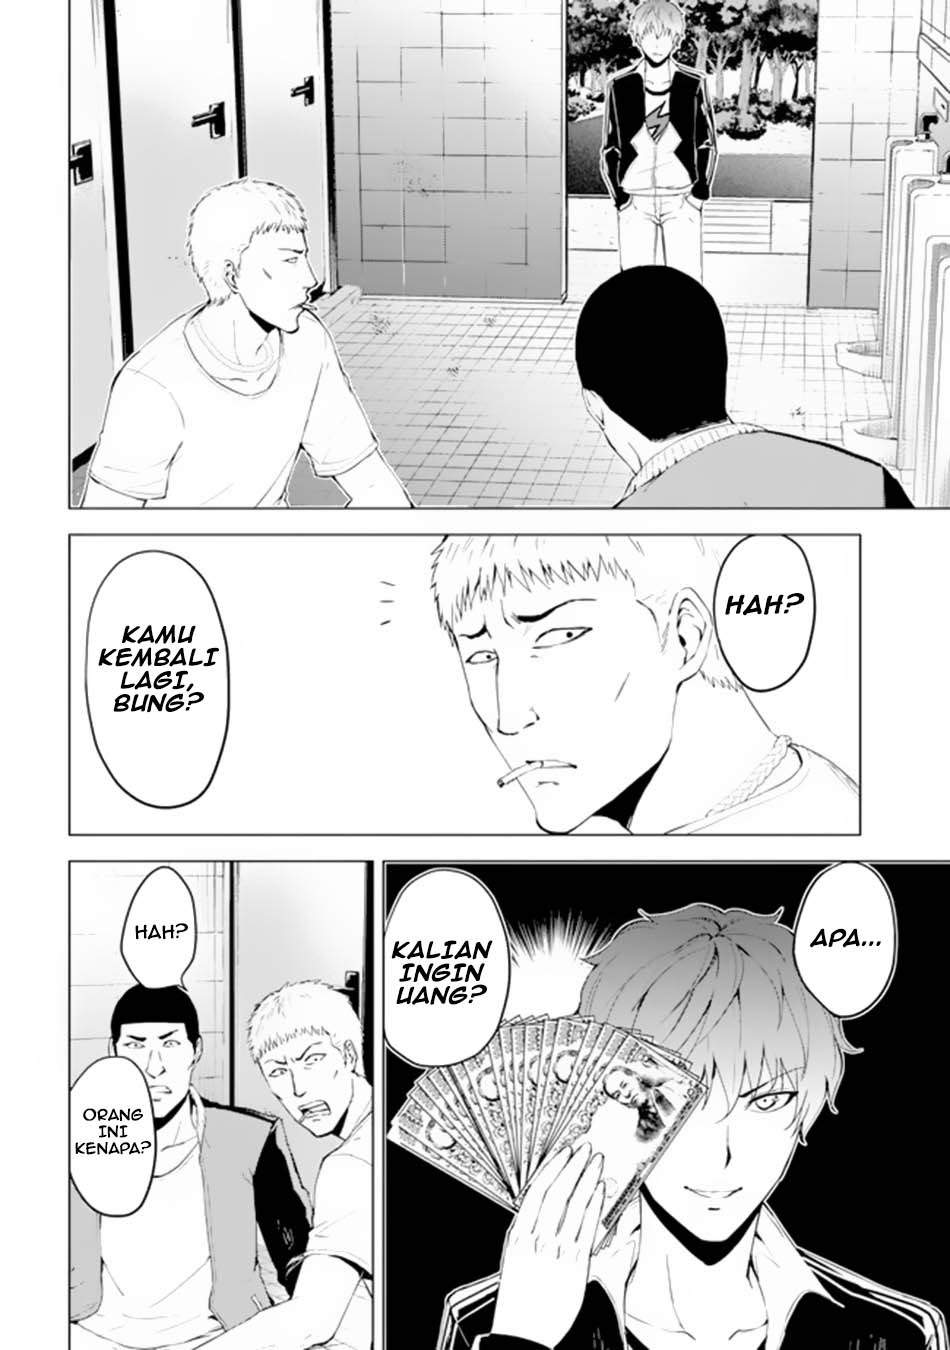 HAH?
KAMU
KEMBALI
LAGI,
BUNG?
APA...
KALIAN
INGIN
UANG?
HAH?
ORANG
INI
KENAPA?